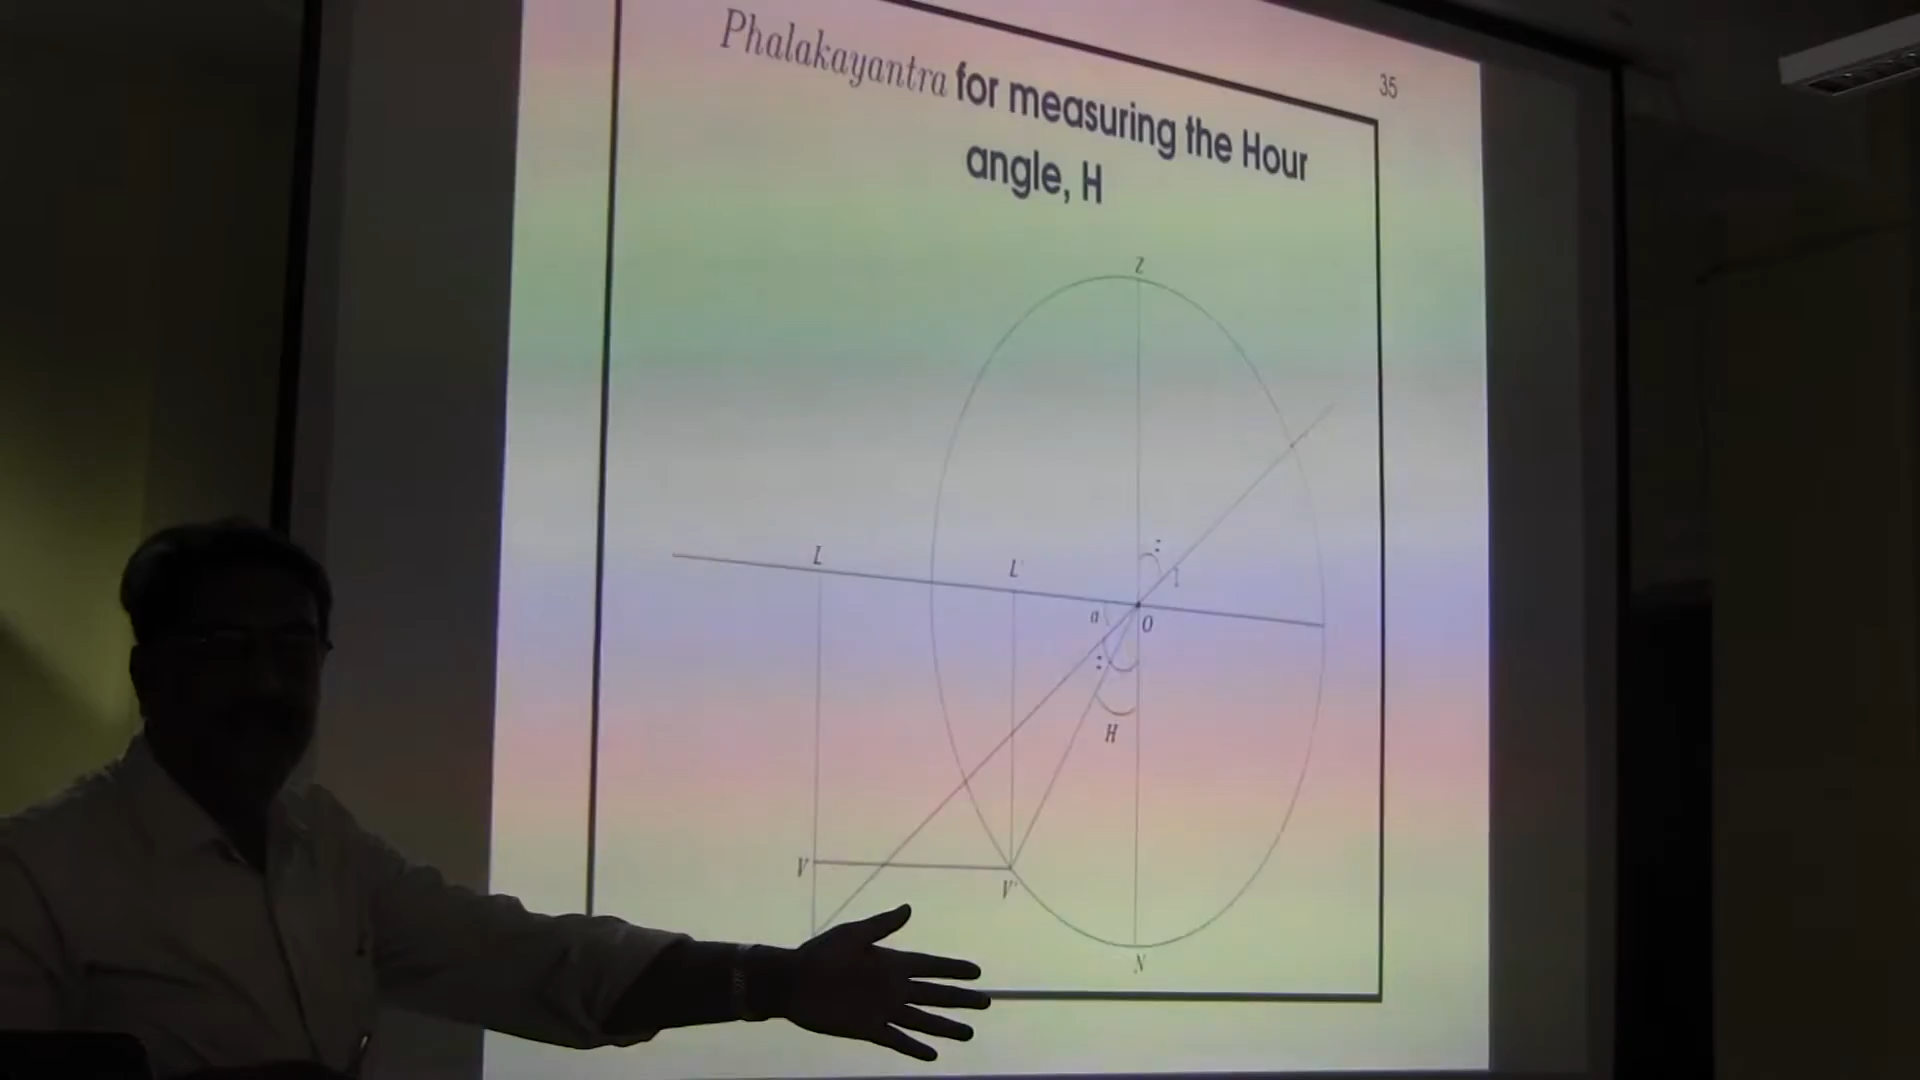 35
Phalakayantra for measuring the Hour
angle, H
Z
L
L'
a
O
H
V
V'
N